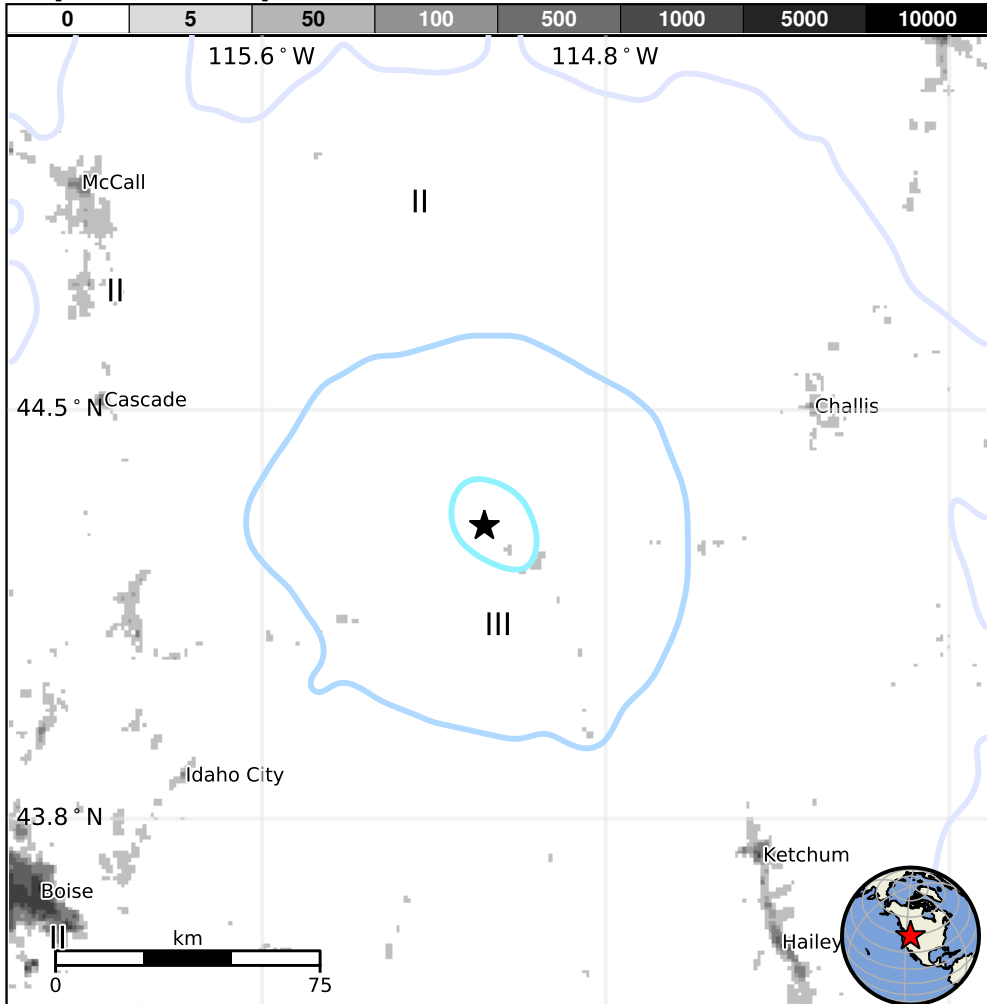 0 5 50 100 500 1000 5000 10000
115.6°W 114.8°W
McCall
II
II
44.5°N Cascade
Challis
III
Idaho City
43.8°N
Ketchum
Boise
II
km
Hailey
0 75